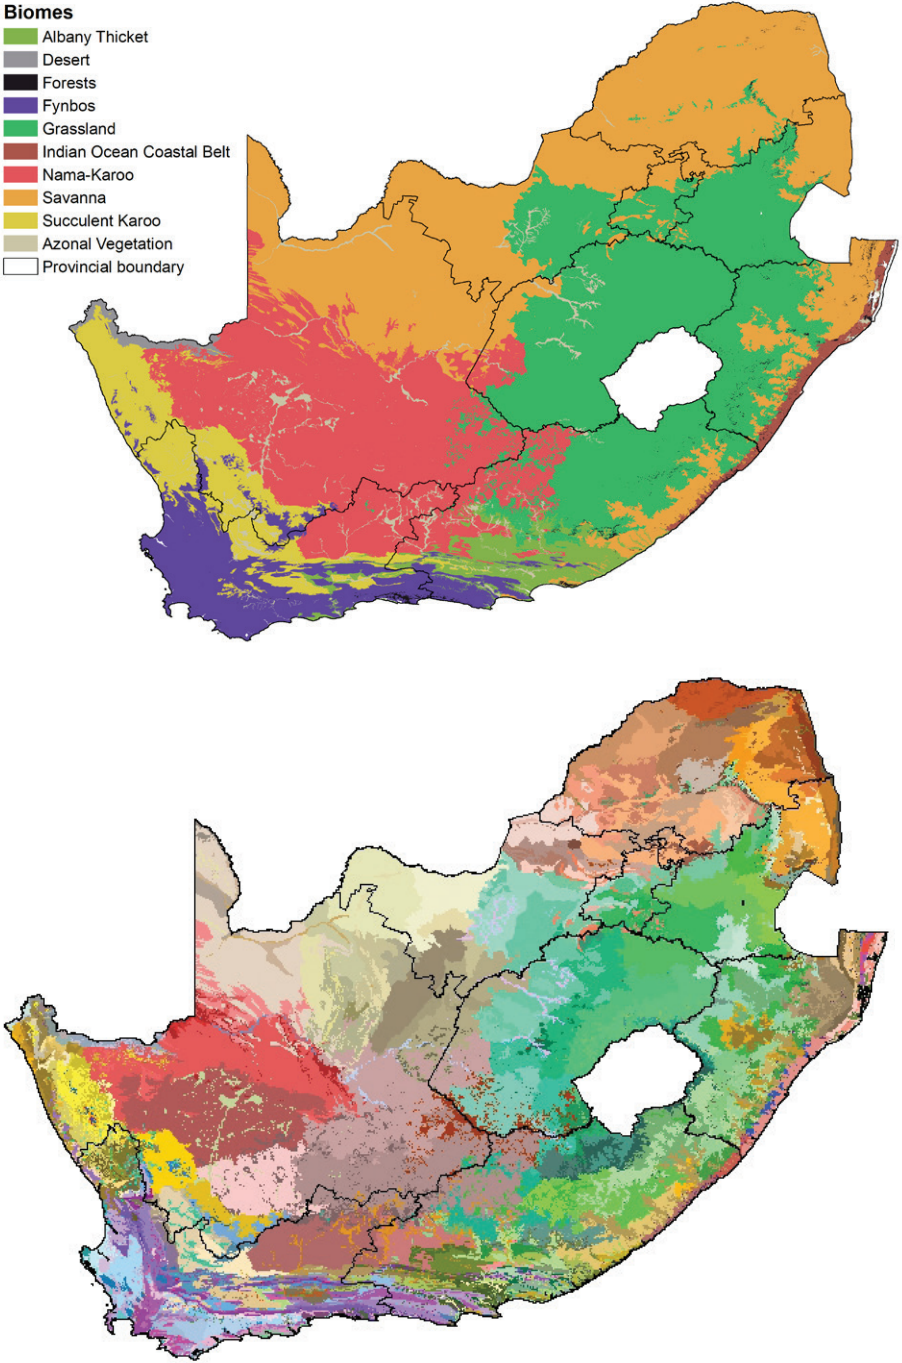 Biomes
Albany Thicket
Desert
Forests
Fynbos
Grassland
Indian Ocean Coastal Belt
Nama-Karoo
Savanna
Succulent Karoo
Azonal Vegetation
Provincial boundary